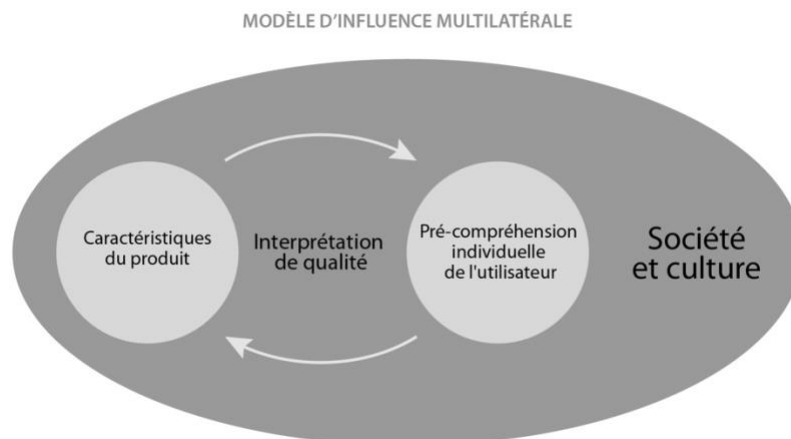 MODÈLE D’INFLUENCE MULTILATÉRALE
Caractéristiques
du produit
Interprétation
de qualité
Pré-compréhension
individuelle
de l'utilisateur
Société
et culture